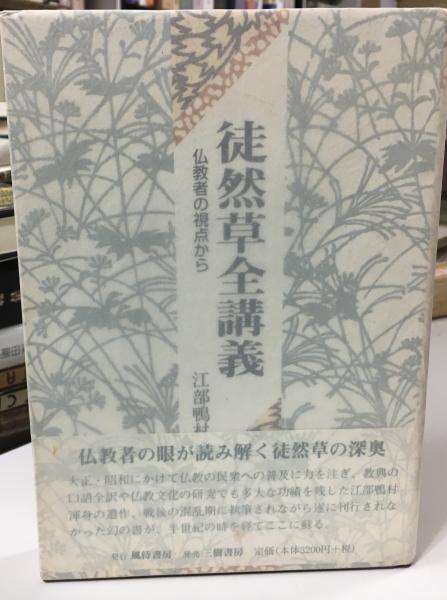 徒然草全講義
仏教者の視点から
江部鴨村
仏教者の眼が読み解く徒然草の深奥
大正・昭和にかけて仏教の民衆への普及に力を注ぎ、教典の
口語全訳や仏教文化の研究でも多大な功績を残した江部鴨村
渾身の遺作。戦後の混乱期に執筆されながら遂に刊行されな
かった幻の書が、半世紀の時を経てここに蘇る。
発行 風待書房 発売 三樹書房 定価(本体3200円+税)